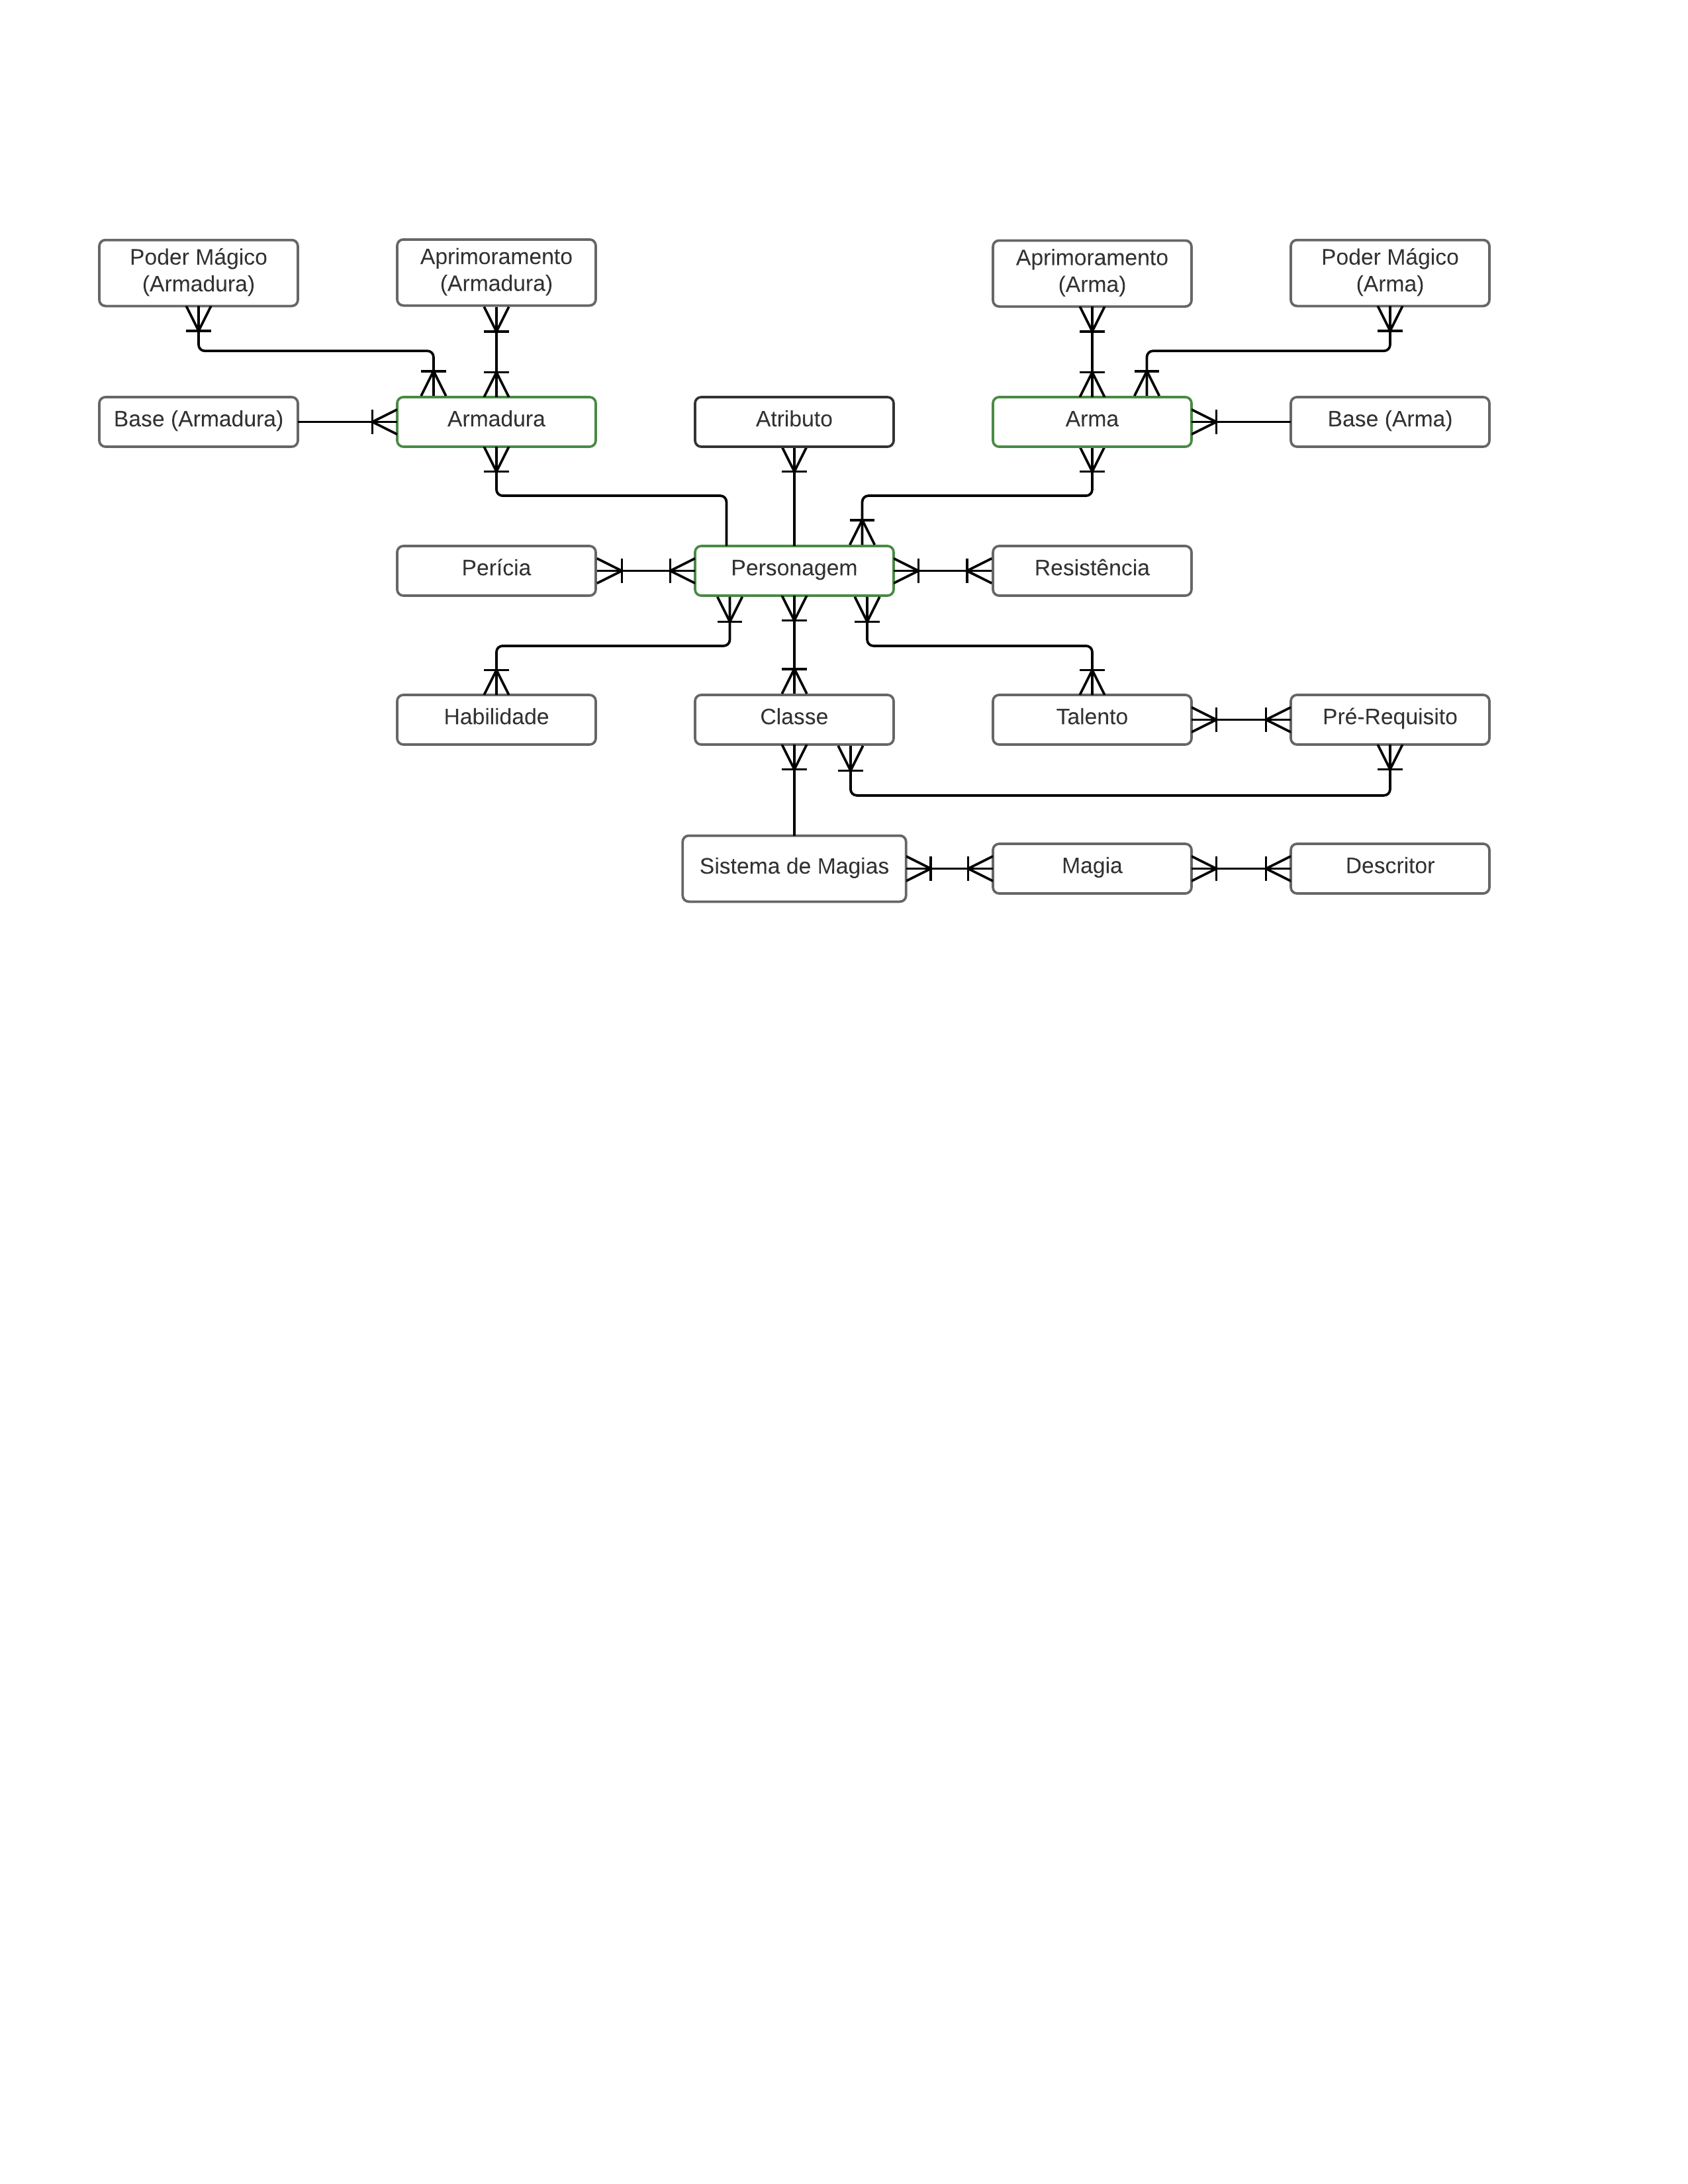 Poder Mágico
(Armadura)
Aprimoramento
(Armadura)
Aprimoramento
(Arma)
Poder Mágico
(Arma)
Base (Armadura)
Armadura
Atributo
Arma
Base (Arma)
Perícia
Personagem
Resistência
Habilidade
Classe
Talento
Pré-Requisito
Sistema de Magias
Magia
Descritor